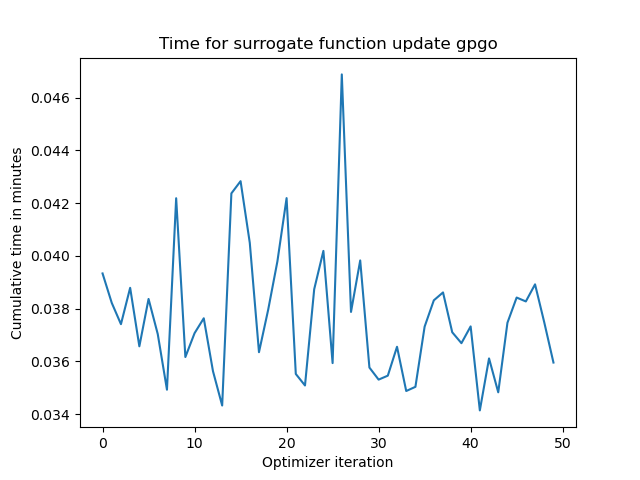 Time for surrogate function update gpgo
Cumulative time in minutes
0.046
0.044
0.042
0.040
0.038
0.036
0.034
0 10 20 30 40 50
Optimizer iteration